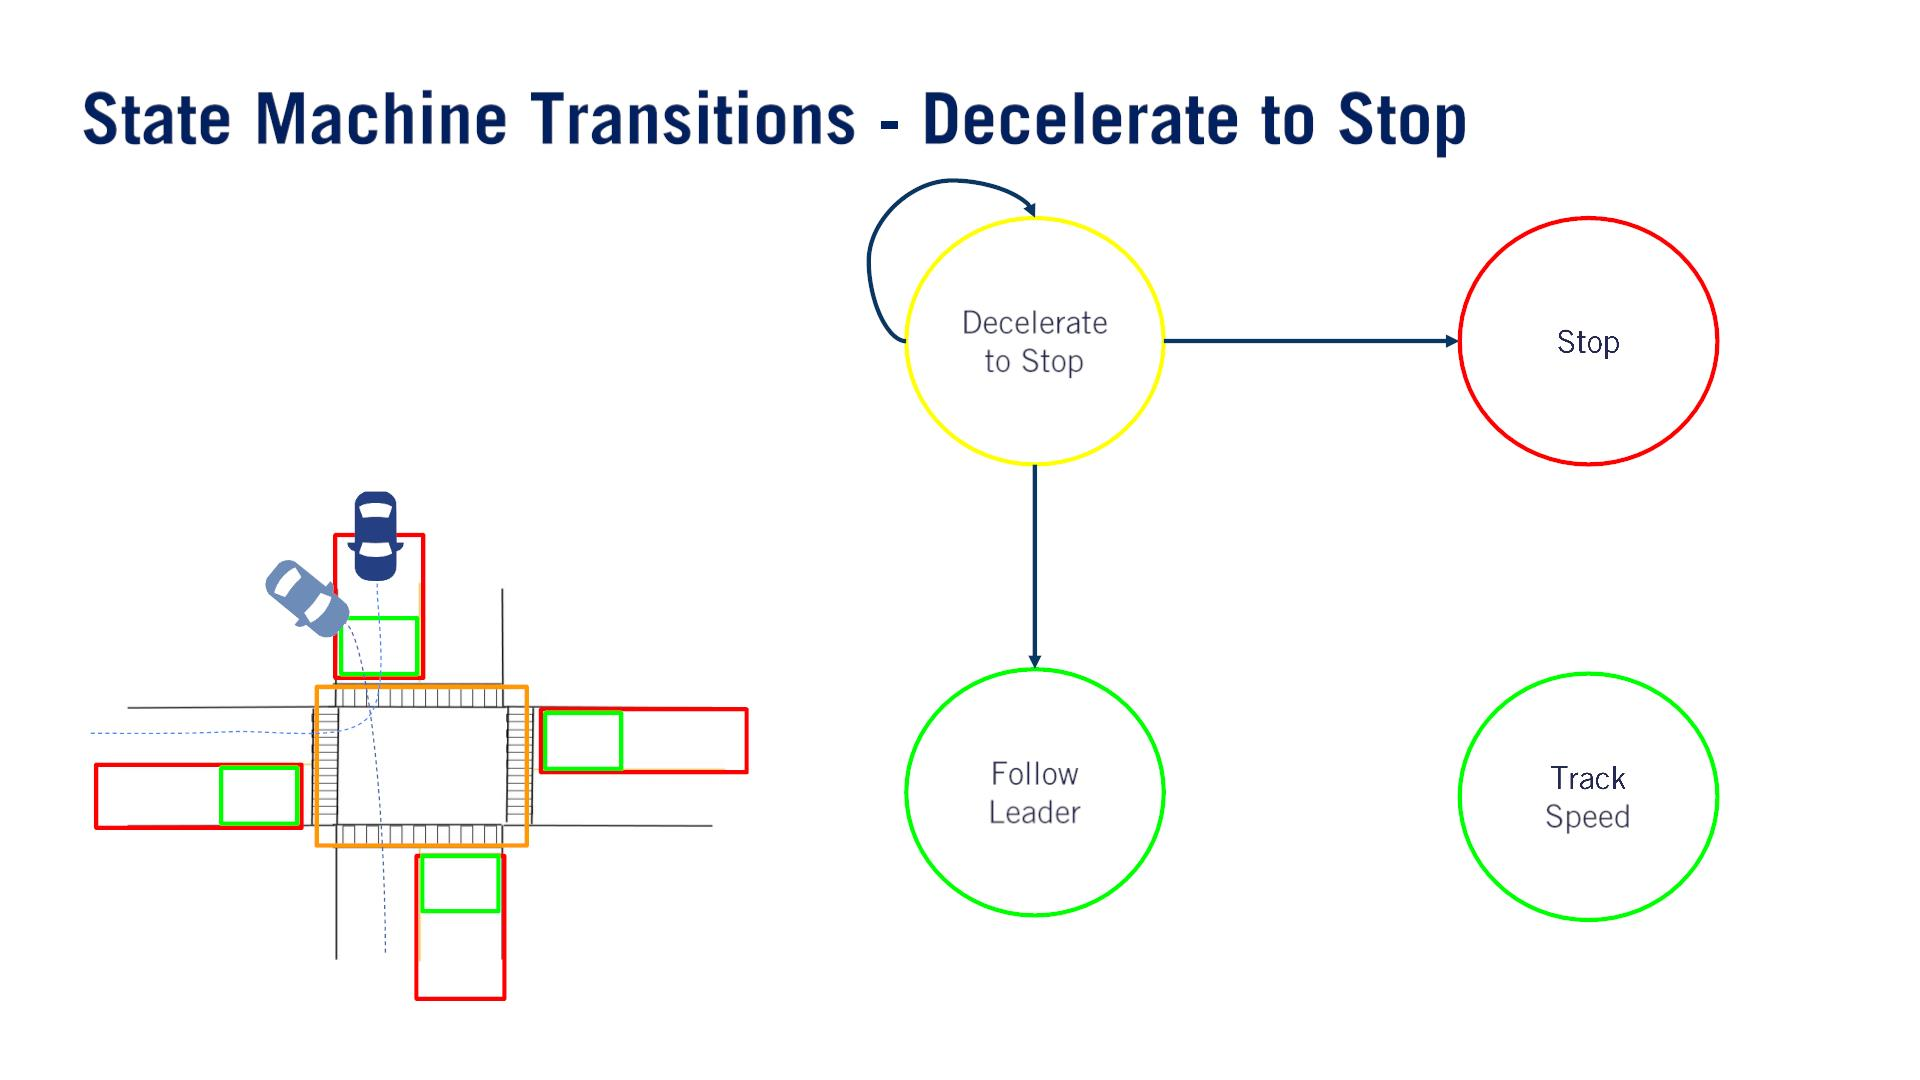 State Machine Transitions - Decelerate to Stop
Decelerate
to Stop
Stop
Follow
Leader
Track
Speed